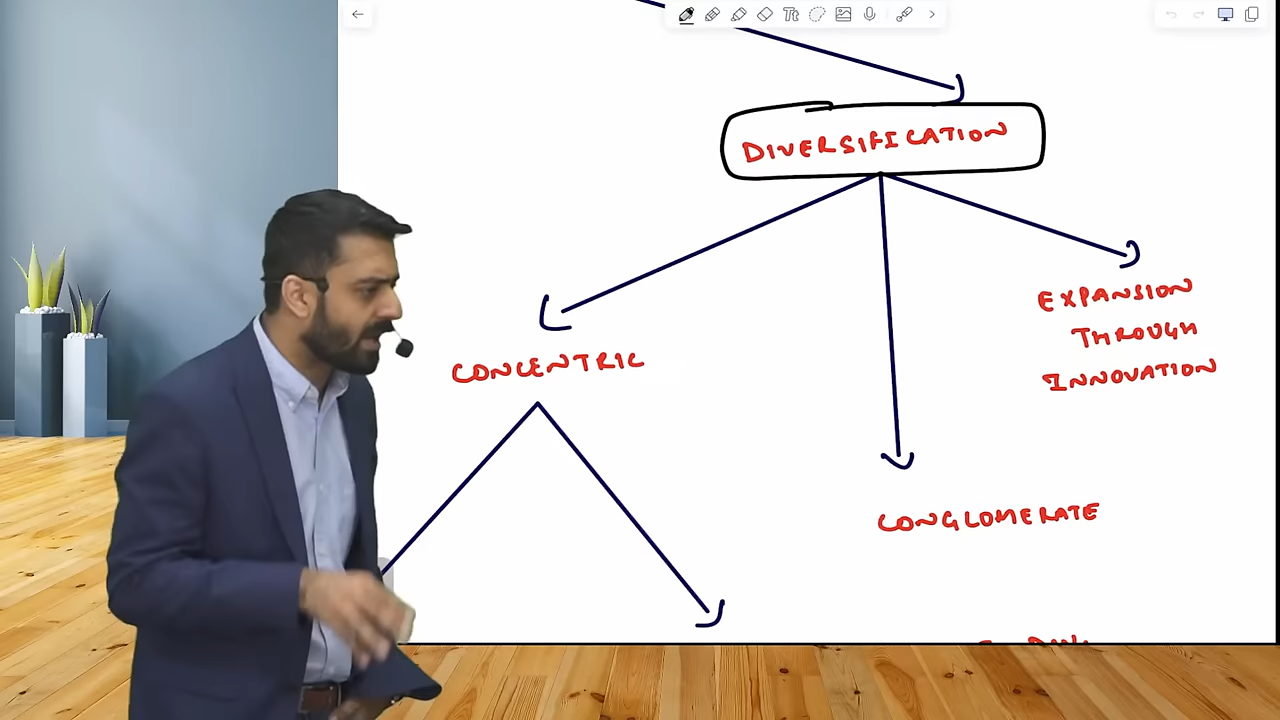 DIVERSIFICATION
CONCENTRIC
EXPANSION
THROUGH
INNOVATION
CONGLOMERATE